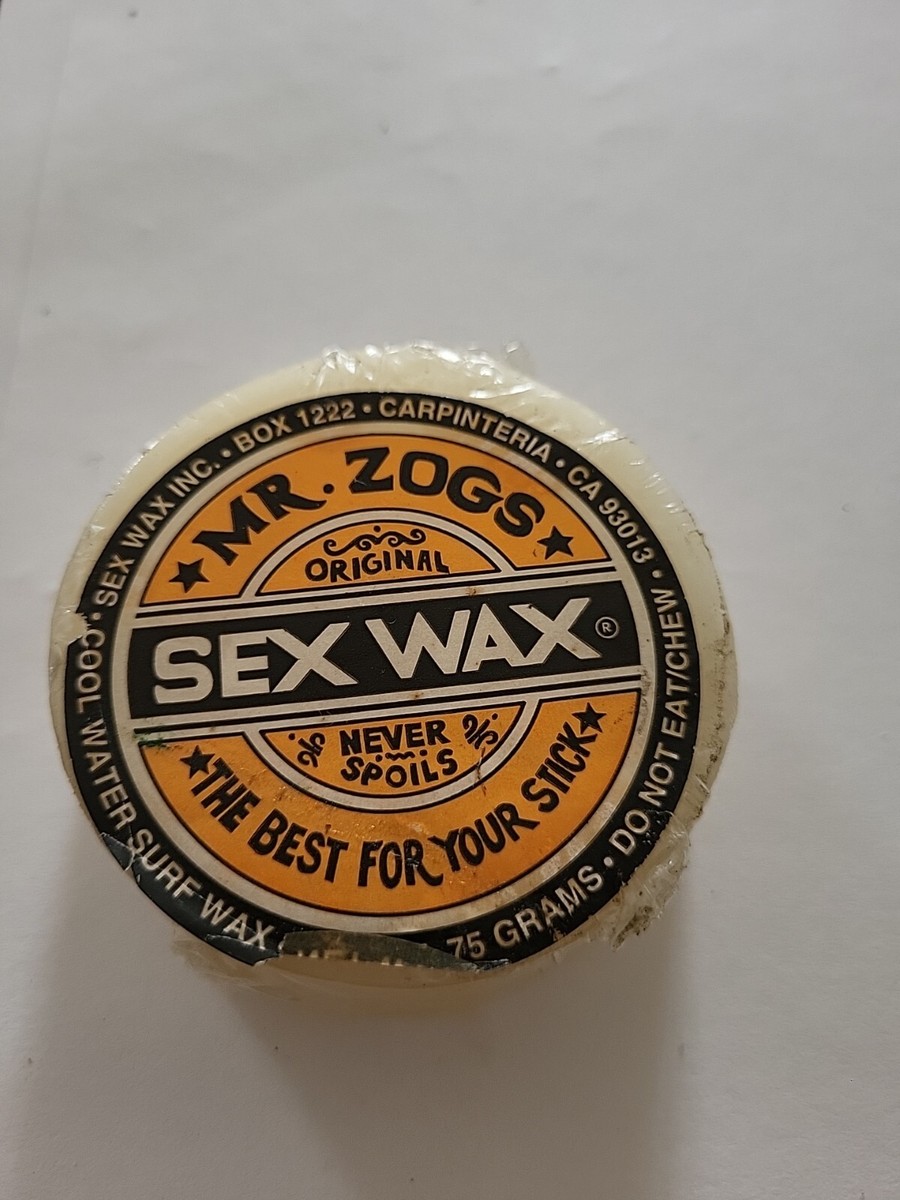 SEX WAX INC. • BOX 1222 • CARPINTERIA • CA 93013 • DO NOT EAT/CHEW •
75 GRAMS •
COOL WATER SURF WAX
MR. ZOGS
ORIGINAL
SEX WAX ®
NEVER
SPOILS
THE BEST FOR YOUR STICK